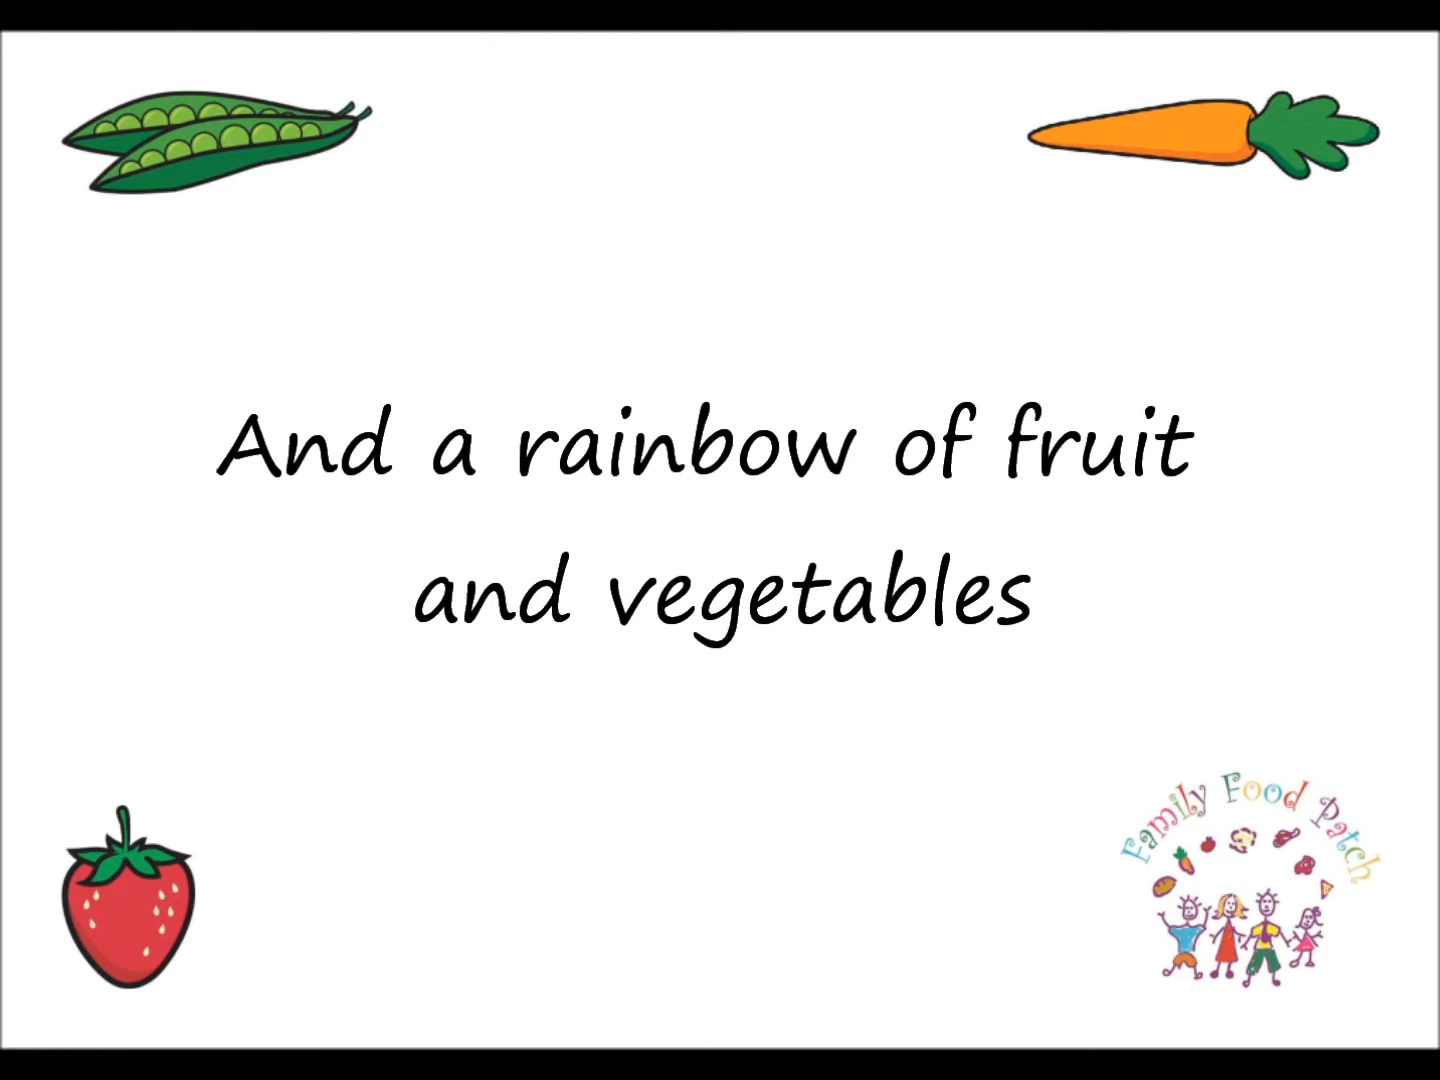 And a rainbow of fruit
and vegetables
Family Food Patch